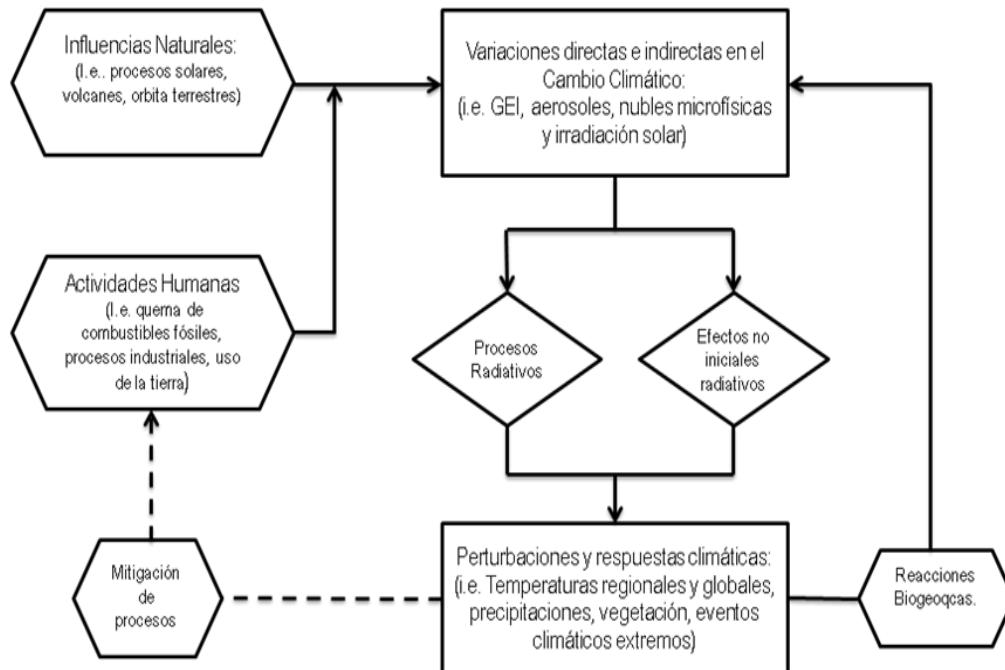 Influencias Naturales:
(I.e.. procesos solares,
volcanes, orbita terrestres)
Variaciones directas e indirectas en el
Cambio Climático:
(i.e. GEI, aerosoles, nubles microfísicas
y irradiación solar)
Actividades Humanas
(I.e. quema de
combustibles fósiles,
procesos industriales, uso
de la tierra)
Procesos
Radiativos
Efectos no
iniciales
radiativos
Mitigación
de
procesos
Perturbaciones y respuestas climáticas:
(i.e. Temperaturas regionales y globales,
precipitaciones, vegetación, eventos
climáticos extremos)
Reacciones
Biogeoqcas.